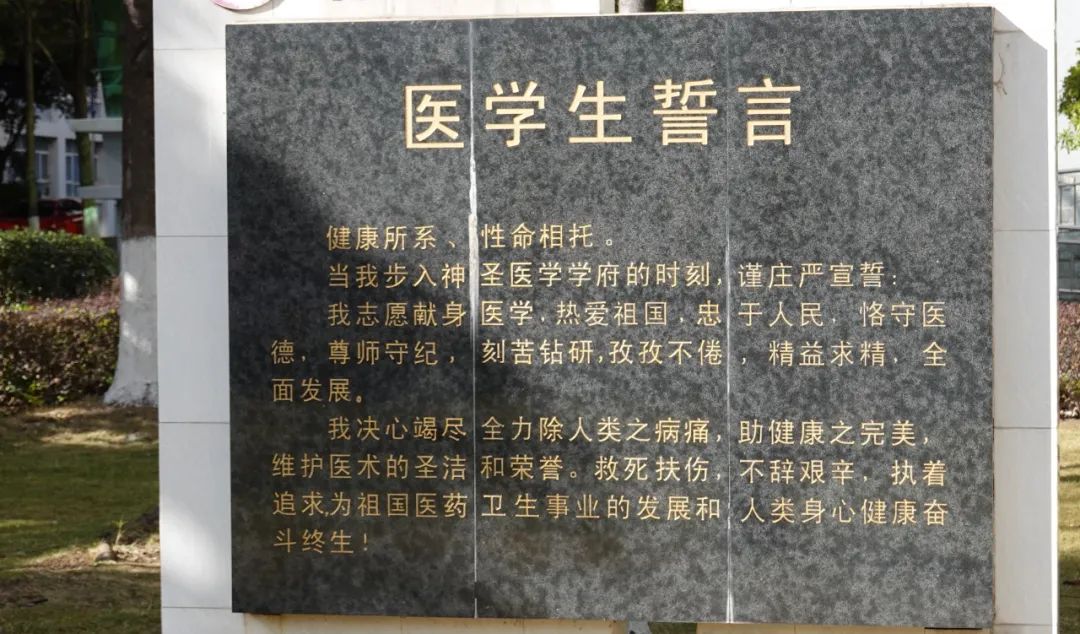 医学生誓言
健康所系、性命相托。
当我步入神圣医学学府的时刻,谨庄严宣誓:
我志愿献身医学,热爱祖国,忠于人民,恪守医
德,尊师守纪,刻苦钻研,孜孜不倦,精益求精,全
面发展。
我决心竭尽全力除人类之病痛,助健康之完美,
维护医术的圣洁和荣誉。救死扶伤,不辞艰辛,执着
追求,为祖国医药卫生事业的发展和人类身心健康奋
斗终生!